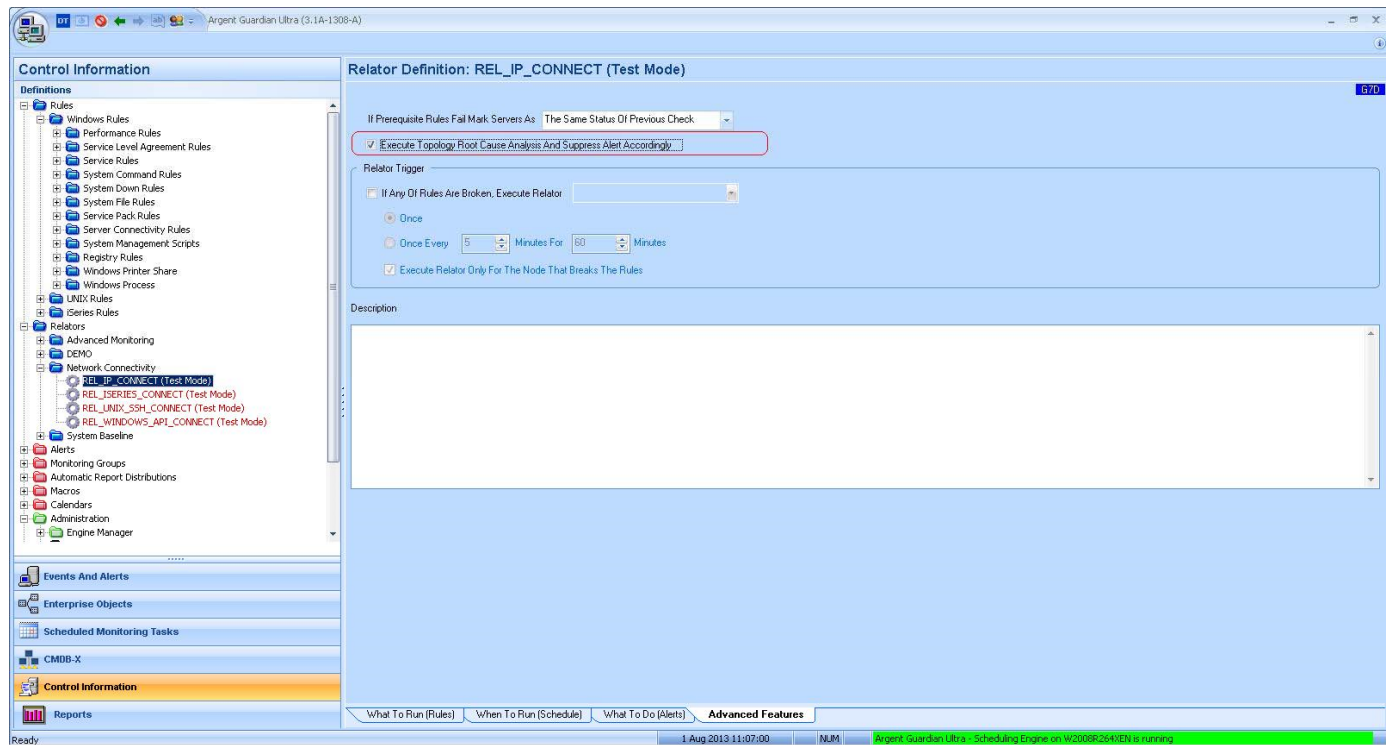 DT
ab
Argent Guardian Ultra (3.1A-1308-A)
Control Information
Definitions
Rules
Windows Rules
Performance Rules
Service Level Agreement Rules
Service Rules
System Command Rules
System Down Rules
System File Rules
Service Pack Rules
Server Connectivity Rules
System Management Scripts
Registry Rules
Windows Printer Share
Windows Process
UNIX Rules
iSeries Rules
Relators
Advanced Monitoring
DEMO
Network Connectivity
REL_IP_CONNECT (Test Mode)
REL_ISERIES_CONNECT (Test Mode)
REL_UNIX_SSH_CONNECT (Test Mode)
REL_WINDOWS_API_CONNECT (Test Mode)
System Baseline
Alerts
Monitoring Groups
Automatic Report Distributions
Macros
Calendars
Administration
Engine Manager
Events And Alerts
Enterprise Objects
Scheduled Monitoring Tasks
CMDB-X
Control Information
Reports
Relator Definition: REL_IP_CONNECT (Test Mode)
G7D
If Prerequisite Rules Fail Mark Servers As The Same Status Of Previous Check
Execute Topology Root Cause Analysis And Suppress Alert Accordingly
Relator Trigger
If Any Of Rules Are Broken, Execute Relator
Once
Once Every 5 Minutes For 60 Minutes
Execute Relator Only For The Node That Breaks The Rules
Description
What To Run (Rules) When To Run (Schedule) What To Do (Alerts) Advanced Features
Ready 1 Aug 2013 11:07:00 NUM Argent Guardian Ultra - Scheduling Engine on W2008R264XEN is running